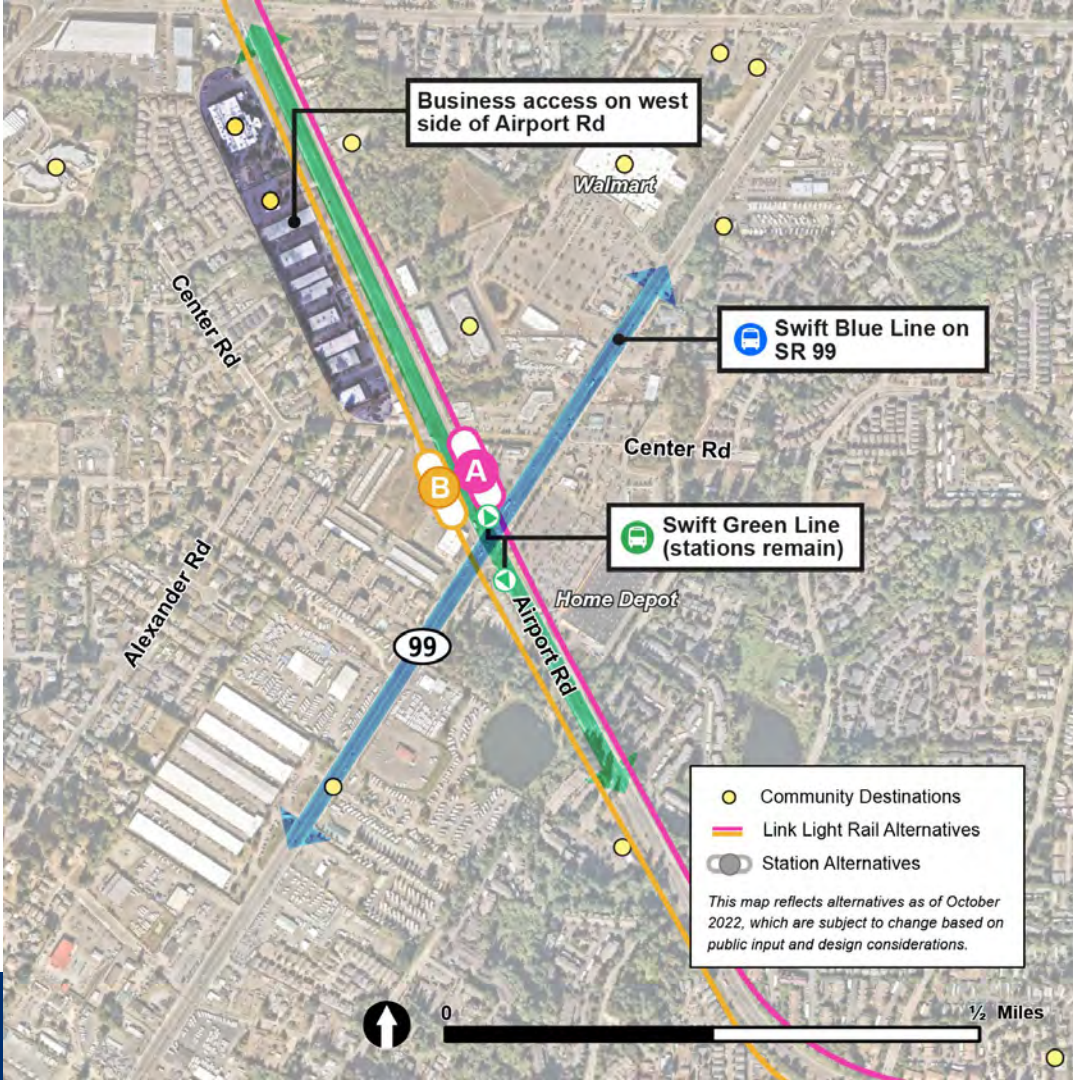 Business access on west
side of Airport Rd
Walmart
Center Rd
Swift Blue Line on
SR 99
Center Rd
A
B
Swift Green Line
(stations remain)
Alexander Rd
Home Depot
Airport Rd
99
Community Destinations
Link Light Rail Alternatives
Station Alternatives
This map reflects alternatives as of October
2022, which are subject to change based on
public input and design considerations.
0
½ Miles